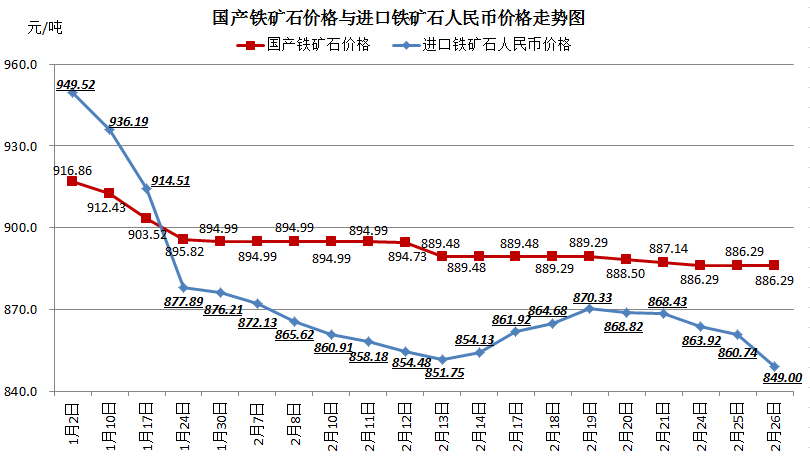 国产铁矿石价格与进口铁矿石人民币价格走势图
元/吨
国产铁矿石价格 进口铁矿石人民币价格
960.0
930.0
900.0
870.0
840.0
949.52 936.19 914.51 877.89 876.21 872.13 865.62 860.91 858.18 854.48 851.75 854.13 861.92 864.68 870.33 868.82 868.43 863.92 860.74 849.00
916.86 912.43 903.52 895.82 894.99 894.99 894.99 894.99 894.99 894.73 889.48 889.48 889.48 889.29 889.29 888.50 887.14 886.29 886.29 886.29
1月2日 1月10日 1月17日 1月24日 1月30日 2月7日 2月8日 2月10日 2月11日 2月12日 2月13日 2月14日 2月17日 2月18日 2月19日 2月20日 2月21日 2月24日 2月25日 2月26日